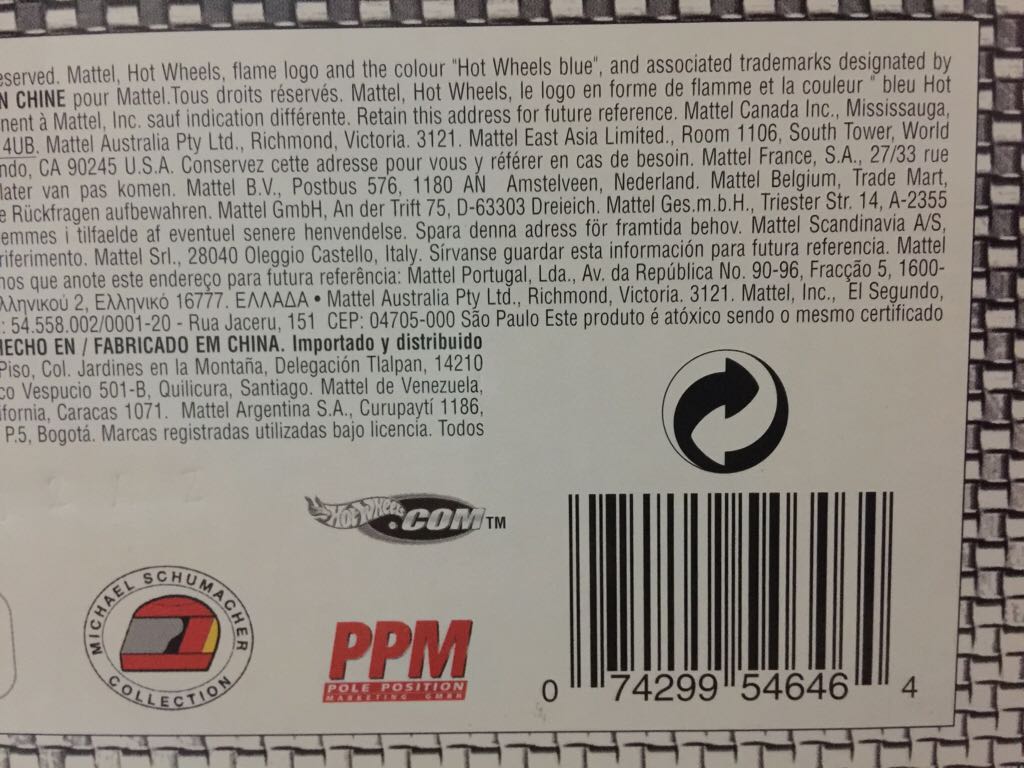 eserved. Mattel, Hot Wheels, flame logo and the colour "Hot Wheels blue", and associated trademarks designated by
N CHINE pour Mattel.Tous droits réservés. Mattel, Hot Wheels, le logo en forme de flamme et la couleur " bleu Hot
nent à Mattel, Inc. sauf indication différente. Retain this address for future reference. Mattel Canada Inc., Mississauga,
4UB. Mattel Australia Pty Ltd., Richmond, Victoria. 3121. Mattel East Asia Limited., Room 1106, South Tower, World
ndo, CA 90245 U.S.A. Conservez cette adresse pour vous y référer en cas de besoin. Mattel France, S.A., 27/33 rue
later van pas komen. Mattel B.V., Postbus 576, 1180 AN Amstelveen, Nederland. Mattel Belgium, Trade Mart,
e Rückfragen aufbewahren. Mattel GmbH, An der Trift 75, D-63303 Dreieich. Mattel Ges.m.b.H., Triester Str. 14, A-2355
emmes i tilfaelde af eventuel senere henvendelse. Spara denna adress för framtida behov. Mattel Scandinavia A/S,
riferimento. Mattel Srl., 28040 Oleggio Castello, Italy. Sírvanse guardar esta información para futura referencia. Mattel
nos que anote este endereço para futura referência: Mattel Portugal, Lda., Av. da República No. 90-96, Fracção 5, 1600-
λληνικού 2, Ελληνικό 16777. ΕΛΛΑΔΑ • Mattel Australia Pty Ltd., Richmond, Victoria. 3121. Mattel, Inc., El Segundo,
: 54.558.002/0001-20 - Rua Jaceru, 151 CEP: 04705-000 São Paulo Este produto é atóxico sendo o mesmo certificado
HECHO EN / FABRICADO EM CHINA. Importado y distribuido
Piso, Col. Jardines en la Montaña, Delegación Tlalpan, 14210
co Vespucio 501-B, Quilicura, Santiago. Mattel de Venezuela,
ifornia, Caracas 1071. Mattel Argentina S.A., Curupaytí 1186,
P.5, Bogotá. Marcas registradas utilizadas bajo licencia. Todos
HOT WHEELS.COM™
MICHAEL SCHUMACHER COLLECTION
PPM
POLE POSITION
MARKETING GMBH
0 74299 54646 4